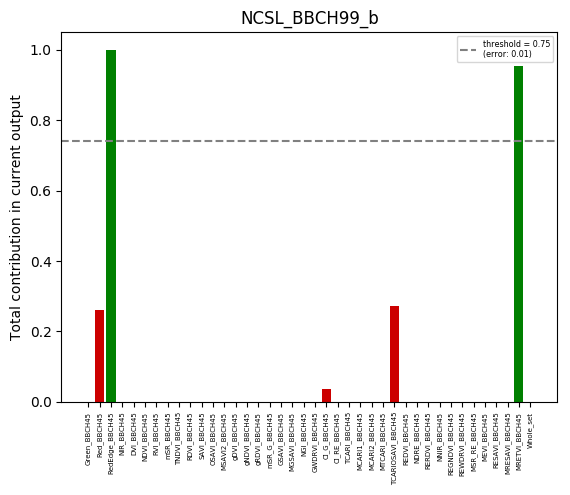 NCSL_BBCH99_b
threshold = 0.75
(error: 0.01)
Total contribution in current output
1.0
0.8
0.6
0.4
0.2
0.0
Green_BBCH45
Red_BBCH45
RedEdge_BBCH45
NIR_BBCH45
DVI_BBCH45
NDVI_BBCH45
RVI_BBCH45
mSR_BBCH45
TNDVI_BBCH45
RDVI_BBCH45
SAVI_BBCH45
OSAVI_BBCH45
MSAVI2_BBCH45
gDVI_BBCH45
gNDVI_BBCH45
gRDVI_BBCH45
mSR_G_BBCH45
GSAVI_BBCH45
MGSAVI_BBCH45
NGI_BBCH45
GWDRVI_BBCH45
CI_G_BBCH45
CI_RE_BBCH45
TCARI_BBCH45
MCARI1_BBCH45
MCARI2_BBCH45
MTCARI_BBCH45
TCARIOSAVI_BBCH45
REDVI_BBCH45
NDRE_BBCH45
RERDVI_BBCH45
NNIR_BBCH45
REGNDVI_BBCH45
REWDRVI_BBCH45
MSR_RE_BBCH45
MEVI_BBCH45
RESAVI_BBCH45
MRESAVI_BBCH45
MRETVI_BBCH45
whole_set